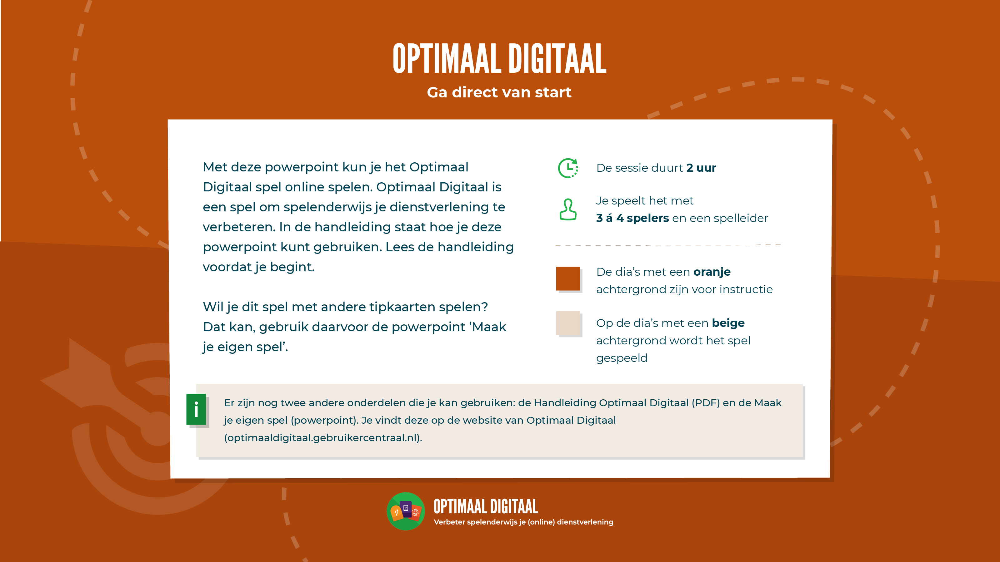 OPTIMAAL DIGITAAL
Ga direct van start
Met deze powerpoint kun je het Optimaal
Digitaal spel online spelen. Optimaal Digitaal is
een spel om spelenderwijs je dienstverlening te
verbeteren. In de handleiding staat hoe je deze
powerpoint kunt gebruiken. Lees de handleiding
voordat je begint.
Wil je dit spel met andere tipkaarten spelen?
Dat kan, gebruik daarvoor de powerpoint ‘Maak
je eigen spel’.
De sessie duurt 2 uur
Je speelt het met
3 á 4 spelers en een spelleider
De dia’s met een oranje
achtergrond zijn voor instructie
Op de dia’s met een beige
achtergrond wordt het spel
gespeeld
i
Er zijn nog twee andere onderdelen die je kan gebruiken: de Handleiding Optimaal Digitaal (PDF) en de Maak
je eigen spel (powerpoint). Je vindt deze op de website van Optimaal Digitaal
(optimaaldigitaal.gebruikercentraal.nl).
OPTIMAAL DIGITAAL
Verbeter spelenderwijs je (online) dienstverlening